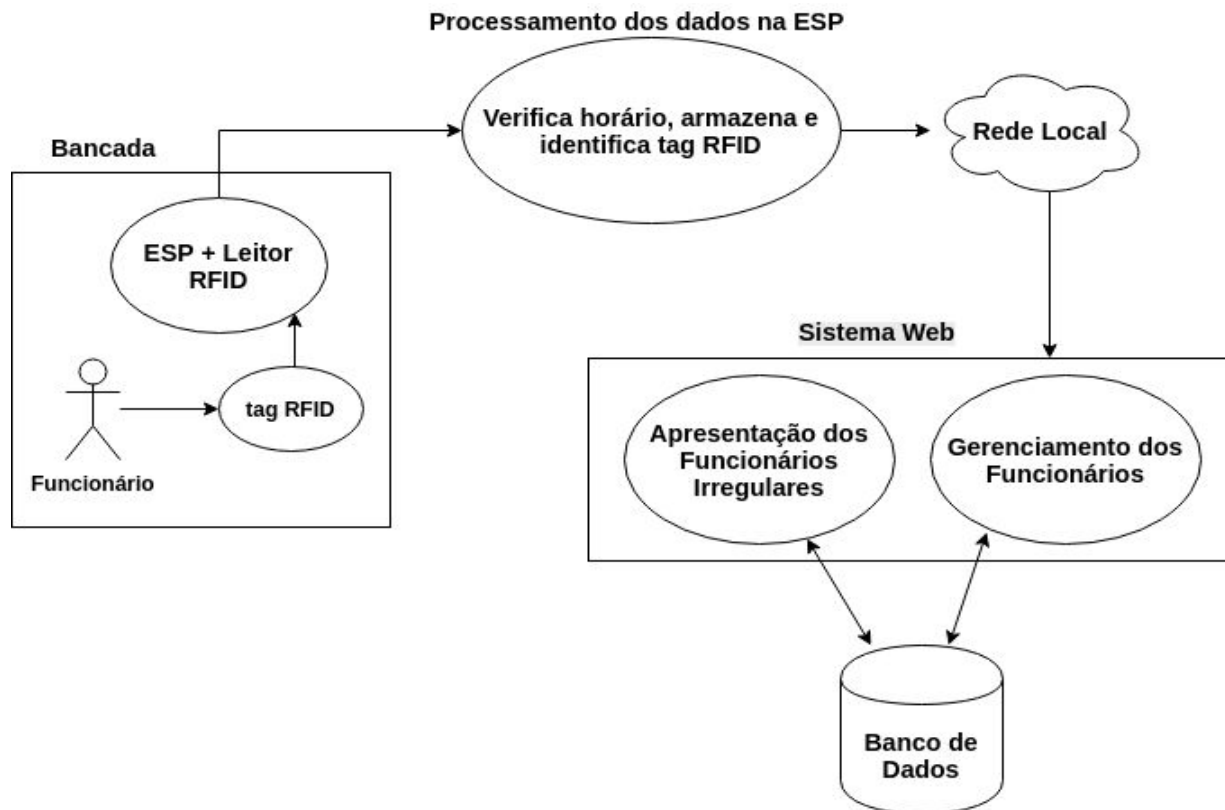 Processamento dos dados na ESP
Verifica horário, armazena e
identifica tag RFID
Rede Local
Bancada
ESP + Leitor
RFID
tag RFID
Funcionário
Sistema Web
Apresentação dos
Funcionários
Irregulares
Gerenciamento dos
Funcionários
Banco de
Dados